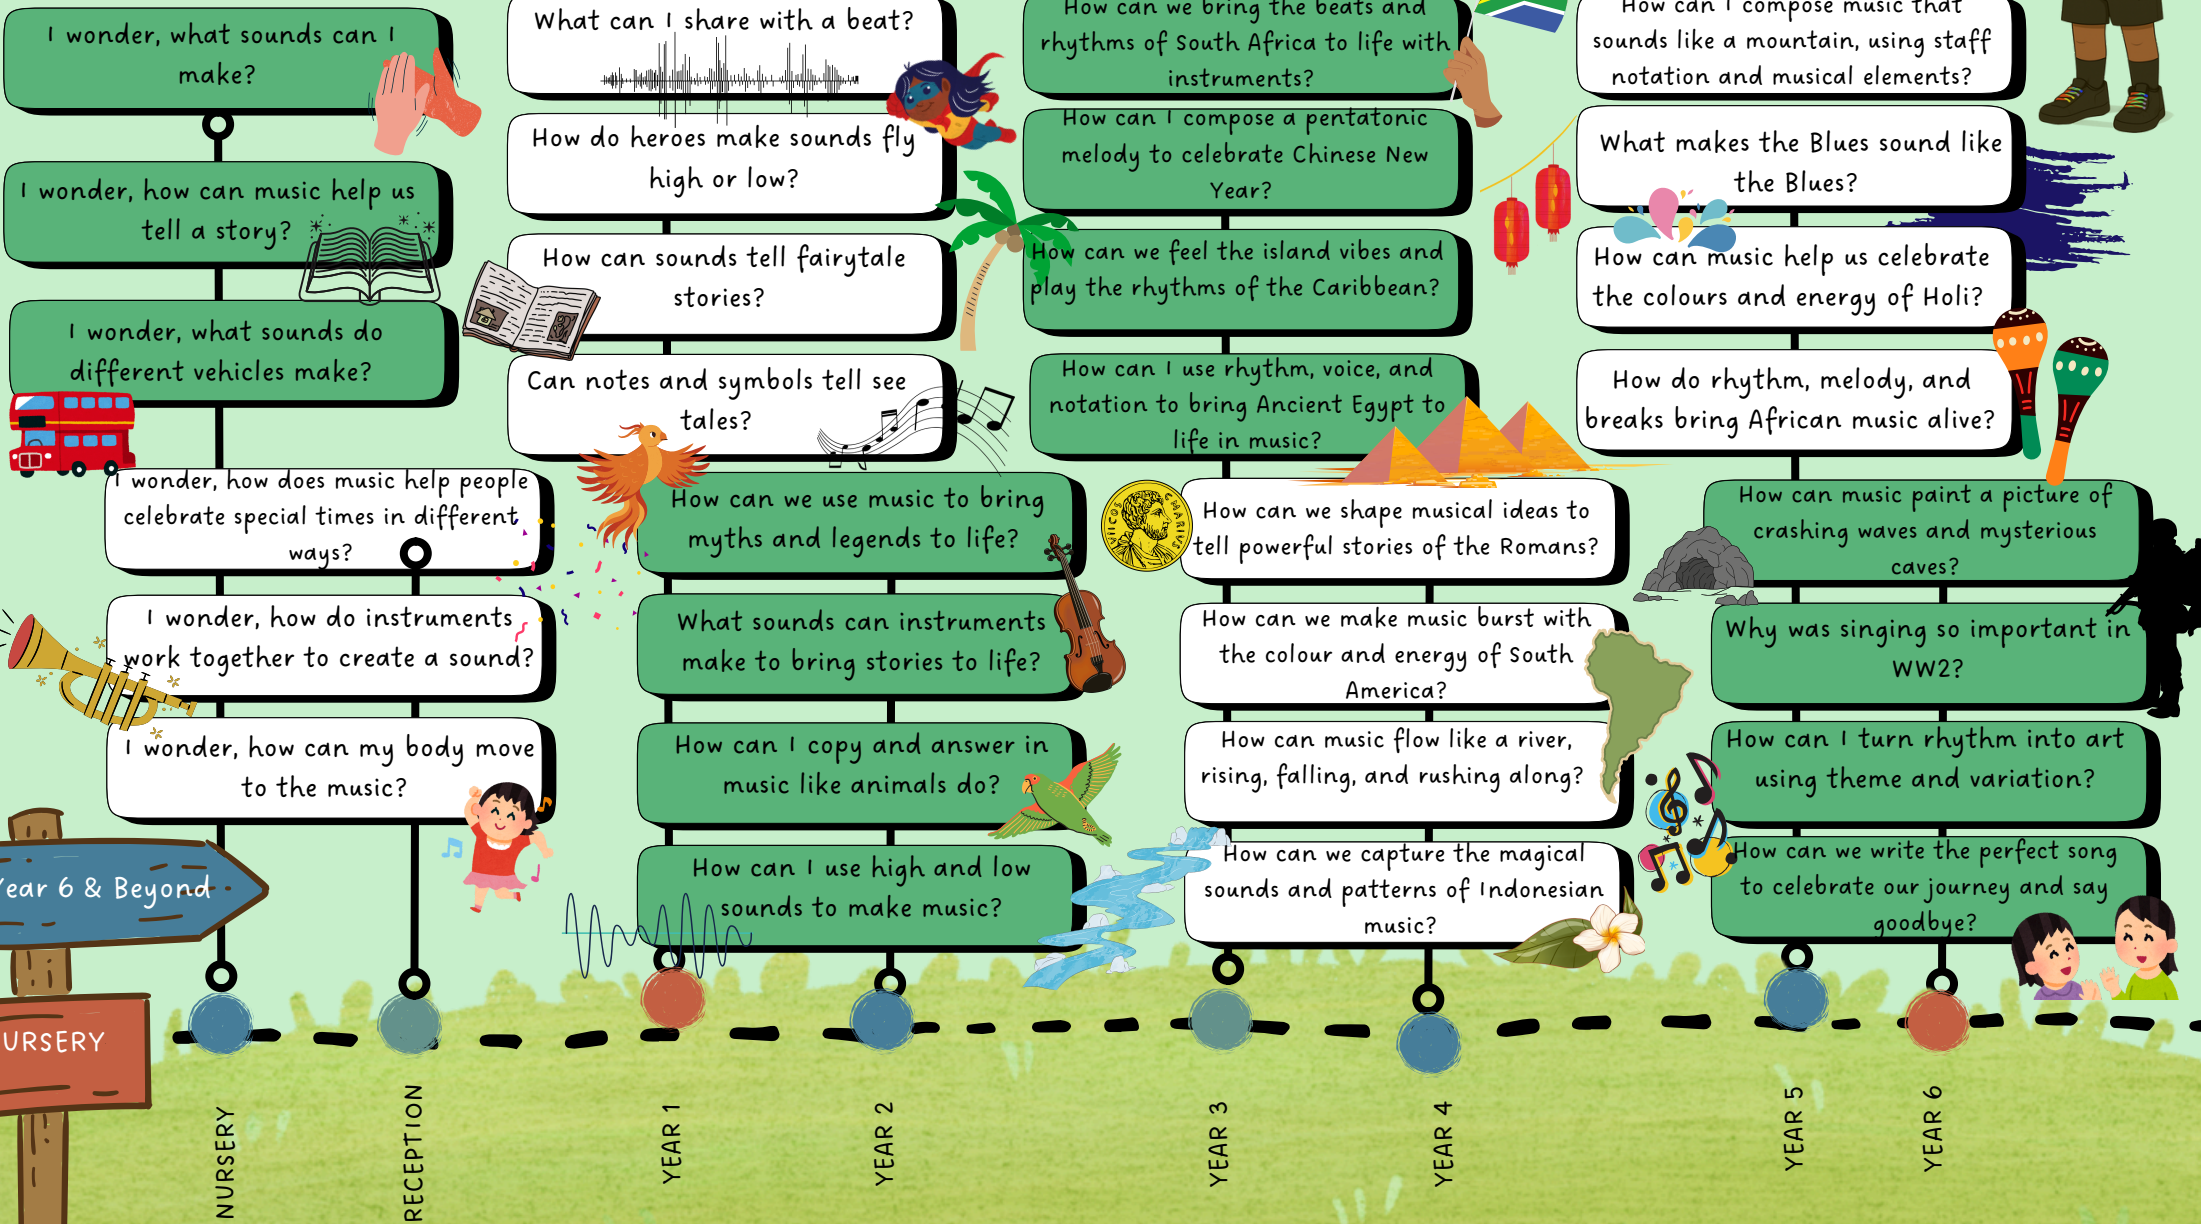 I wonder, what sounds can I
make?
I wonder, how can music help us
tell a story?
I wonder, what sounds do
different vehicles make?
I wonder, how does music help people
celebrate special times in different
ways?
I wonder, how do instruments
work together to create a sound?
I wonder, how can my body move
to the music?
What can I share with a beat?
How do heroes make sounds fly
high or low?
How can sounds tell fairytale
stories?
Can notes and symbols tell see
tales?
How can we use music to bring
myths and legends to life?
What sounds can instruments
make to bring stories to life?
How can I copy and answer in
music like animals do?
How can I use high and low
sounds to make music?
How can we bring the beats and
rhythms of South Africa to life with
instruments?
How can I compose a pentatonic
melody to celebrate Chinese New
Year?
How can we feel the island vibes and
play the rhythms of the Caribbean?
How can I use rhythm, voice, and
notation to bring Ancient Egypt to
life in music?
How can we shape musical ideas to
tell powerful stories of the Romans?
How can we make music burst with
the colour and energy of South
America?
How can music flow like a river,
rising, falling, and rushing along?
How can we capture the magical
sounds and patterns of Indonesian
music?
How can I compose music that
sounds like a mountain, using staff
notation and musical elements?
What makes the Blues sound like
the Blues?
How can music help us celebrate
the colours and energy of Holi?
How do rhythm, melody, and
breaks bring African music alive?
How can music paint a picture of
crashing waves and mysterious
caves?
Why was singing so important in
WW2?
How can I turn rhythm into art
using theme and variation?
How can we write the perfect song
to celebrate our journey and say
goodbye?
Year 6 & Beyond
URSERY
NURSERY
RECEPTION
YEAR 1
YEAR 2
YEAR 3
YEAR 4
YEAR 5
YEAR 6